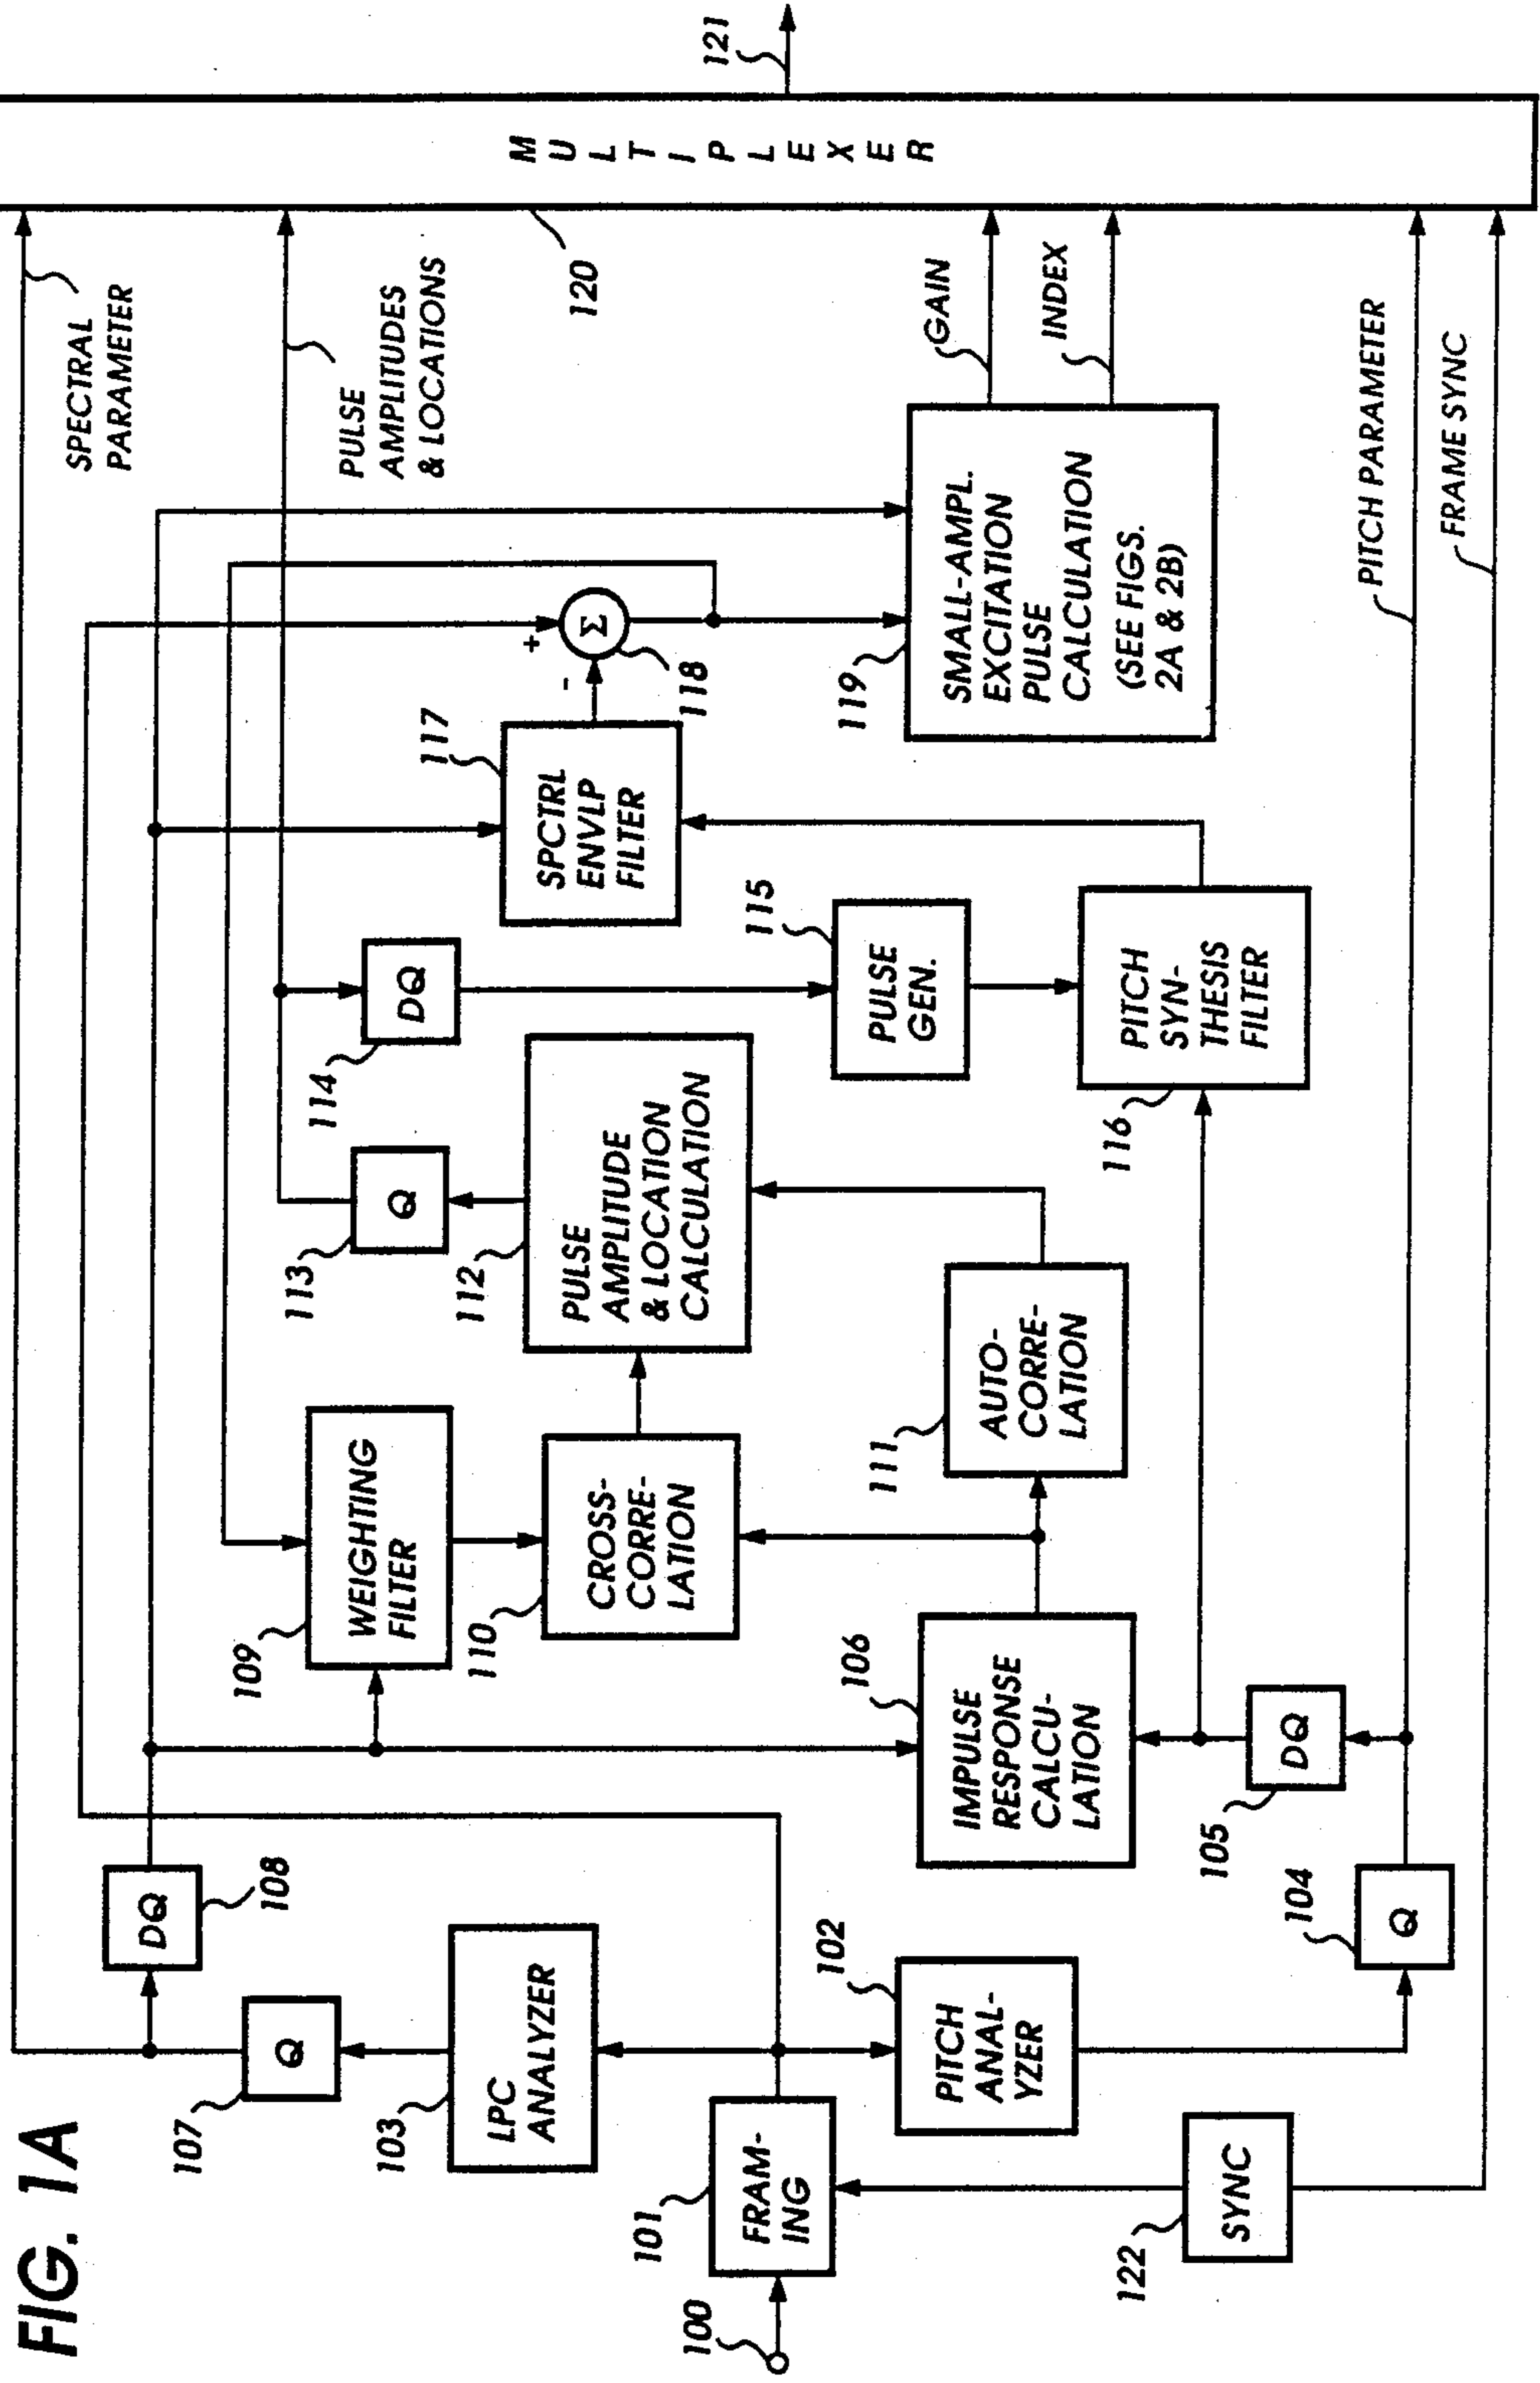 FIG. 1A
SPECTRAL
PARAMETER
PULSE
AMPLITUDES
& LOCATIONS
107
Q
DQ
108
103
LPC
ANALYZER
100
101
FRAM-
ING
102
PITCH
ANAL-
YZER
122
SYNC
104
Q
105
DQ
106
IMPULSE
RESPONSE
CALCU-
LATION
109
WEIGHTING
FILTER
110
CROSS-
CORRE-
LATION
111
AUTO-
CORRE-
LATION
112
PULSE
AMPLITUDE
& LOCATION
CALCULATION
113
Q
114
DQ
115
PULSE
GEN.
116
PITCH
SYN-
THESIS
FILTER
117
SPCTRL
ENVLP
FILTER
-
+
Σ
118
119
SMALL-AMPL.
EXCITATION
PULSE
CALCULATION
(SEE FIGS.
2A & 2B)
GAIN
INDEX
PITCH PARAMETER
FRAME SYNC
120
MULTIPLEXER
121